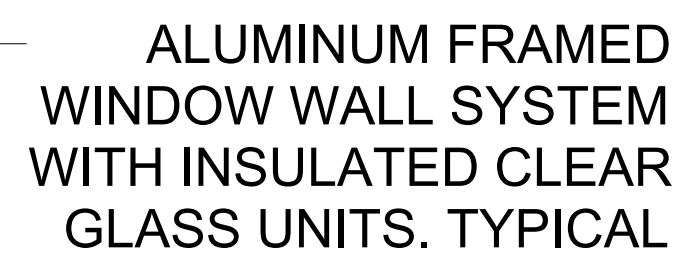 ALUMINUM FRAMED
WINDOW WALL SYSTEM
WITH INSULATED CLEAR
GLASS UNITS. TYPICAL